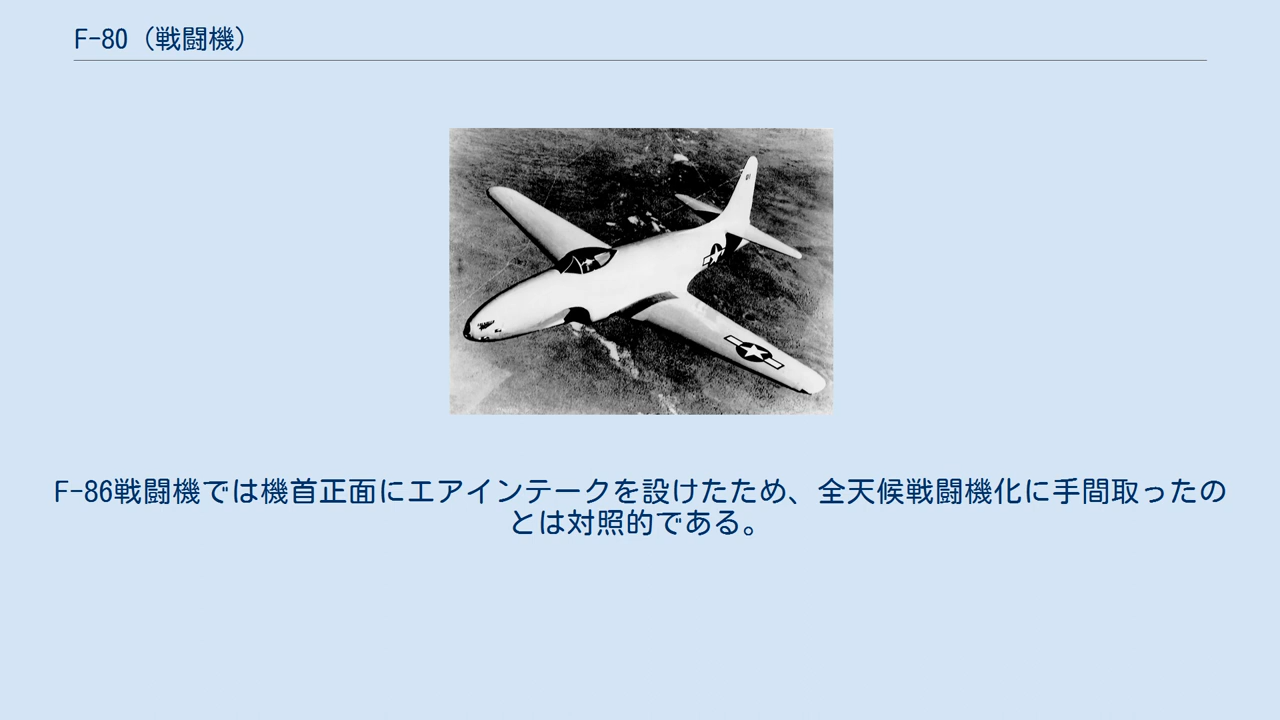 F-80（戦闘機）
F-86戦闘機では機首正面にエアインテークを設けたため、全天候戦闘機化に手間取ったの
とは対照的である。